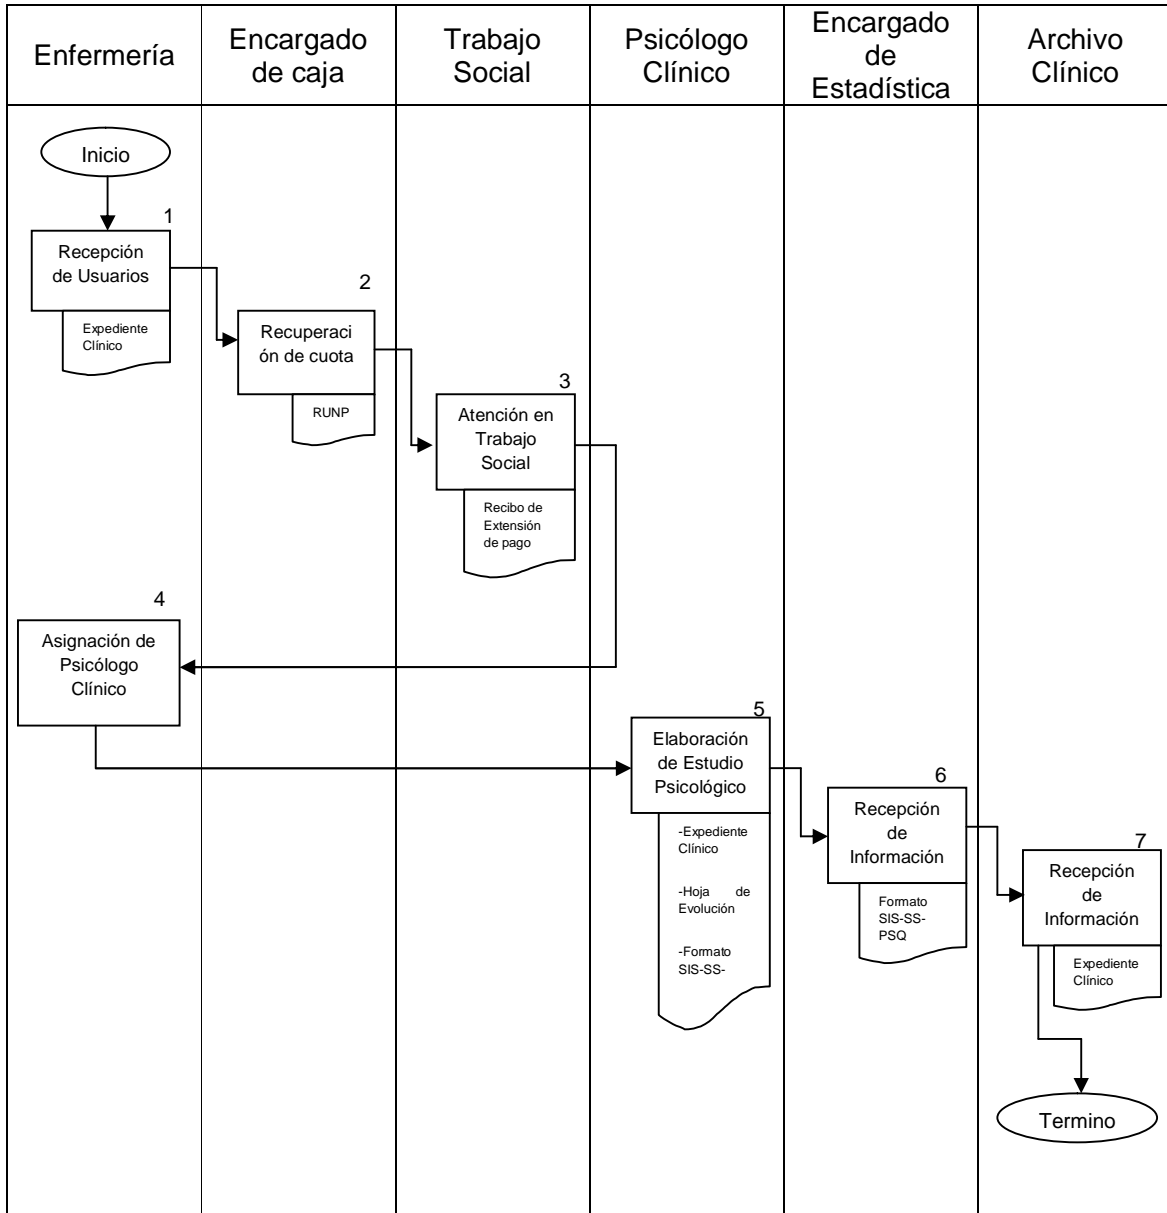 Enfermería
Encargado
de caja
Trabajo
Social
Psicólogo
Clínico
Encargado
de
Estadística
Archivo
Clínico
Inicio
1
Recepción
de Usuarios
Expediente
Clínico
2
Recuperaci
ón de cuota
RUNP
3
Atención en
Trabajo
Social
Recibo de
Extensión
de pago
4
Asignación de
Psicólogo
Clínico
5
Elaboración
de Estudio
Psicológico
-Expediente
Clínico
-Hoja de
Evolución
-Formato
SIS-SS-
6
Recepción
de
Información
Formato
SIS-SS-
PSQ
7
Recepción
de
Información
Expediente
Clínico
Termino